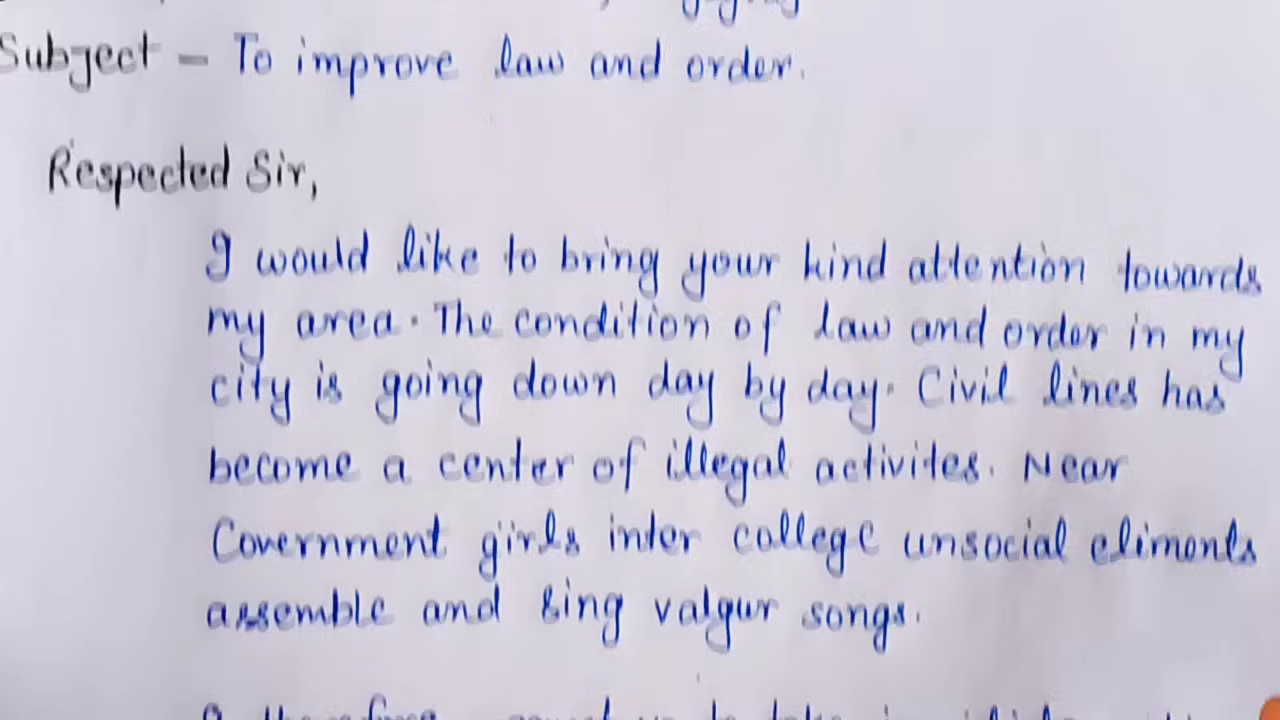 Subject - To improve law and order.
Respected Sir,
I would like to bring your kind attention towards
my area. The condition of law and order in my
city is going down day by day. Civil lines has
become a center of illegal activites. Near
Government girls inter college unsocial eliments
assemble and sing valgur songs.
I therefore